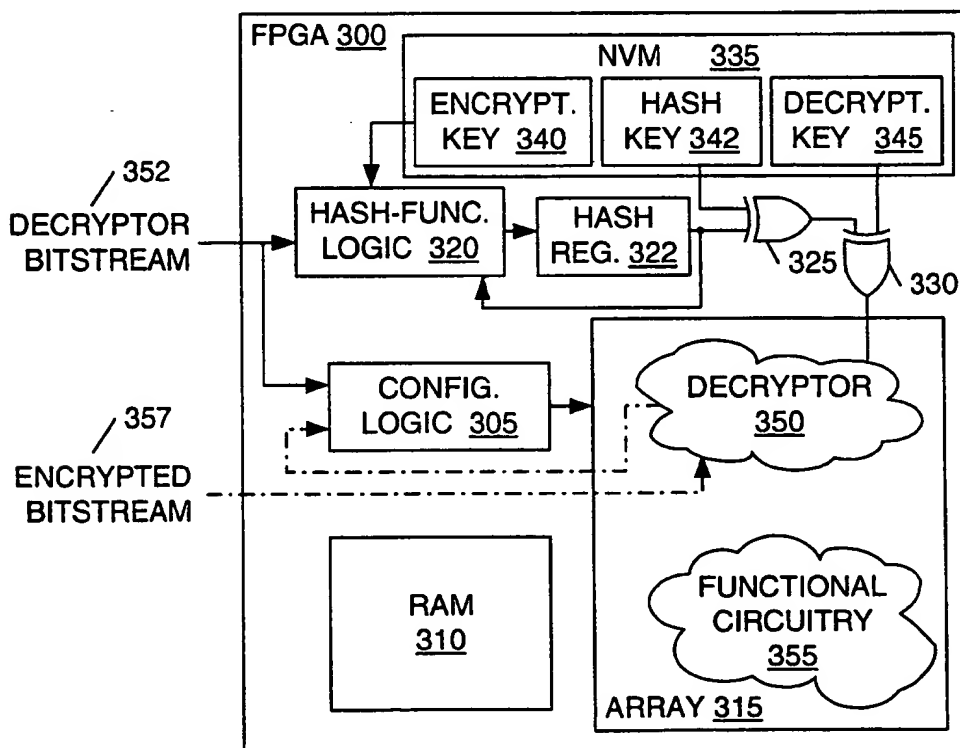 FPGA 300
NVM 335
ENCRYPT.
KEY 340
HASH
KEY 342
DECRYPT.
KEY 345
352
DECRYPTOR
BITSTREAM
HASH-FUNC.
LOGIC 320
HASH
REG. 322
325
330
CONFIG.
LOGIC 305
DECRYPTOR
350
357
ENCRYPTED
BITSTREAM
RAM
310
FUNCTIONAL
CIRCUITRY
355
ARRAY 315